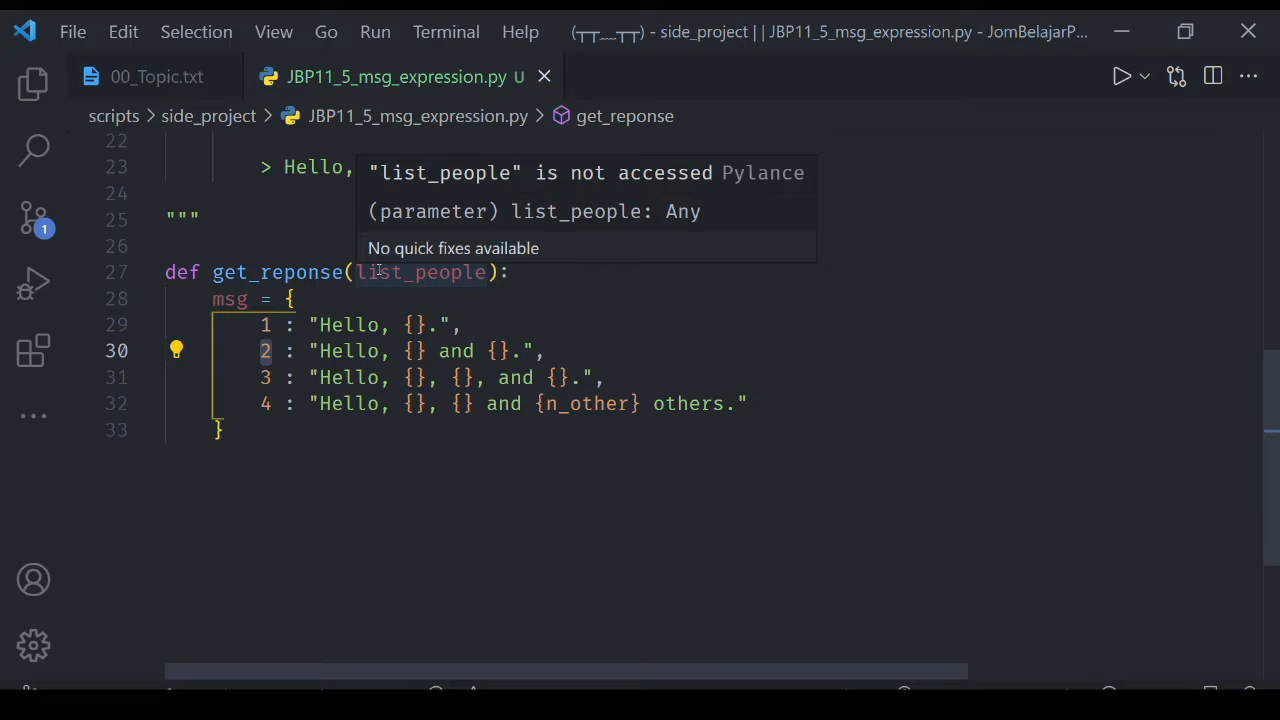 File Edit Selection View Go Run Terminal Help (┬┬﹏┬┬) - side_project || JBP11_5_msg_expression.py - JomBelajarP...
00_Topic.txt JBP11_5_msg_expression.py U
scripts > side_project > JBP11_5_msg_expression.py > get_reponse
22
23 > Hello,
"list_people" is not accessed Pylance
24
(parameter) list_people: Any
25 """
26 No quick fixes available
27 def get_reponse(list_people):
28 msg = {
29 1 : "Hello, {}.",
30 2 : "Hello, {} and {}.",
31 3 : "Hello, {}, {}, and {}.",
32 4 : "Hello, {}, {} and {n_other} others."
33 }
1